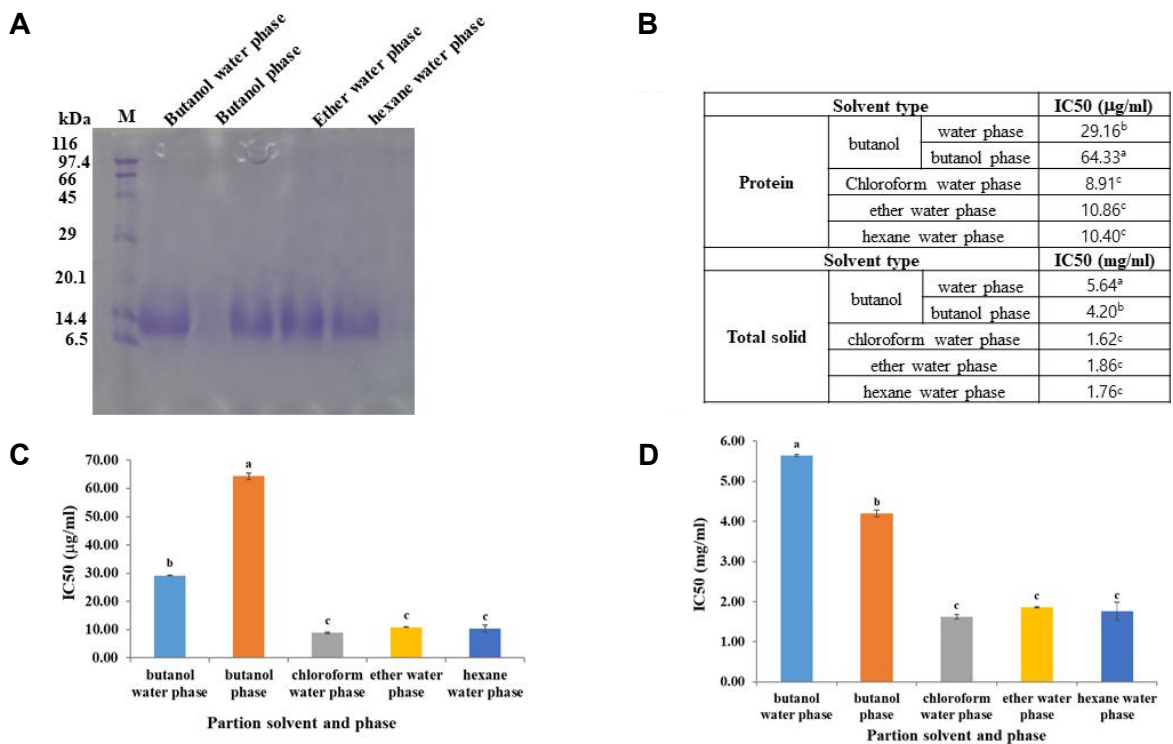 A
kDa
M
Butanol water phase
Butanol phase
Ether water phase
hexane water phase
116
97.4
66
45
29
20.1
14.4
6.5
B
Solvent type IC50 (μg/ml)
Protein
butanol water phase 29.16ᵇ
butanol phase 64.33ᵃ
Chloroform water phase 8.91ᶜ
ether water phase 10.86ᶜ
hexane water phase 10.40ᶜ
Solvent type IC50 (mg/ml)
Total solid
butanol water phase 5.64ᵃ
butanol phase 4.20ᵇ
chloroform water phase 1.62ᶜ
ether water phase 1.86ᶜ
hexane water phase 1.76ᶜ
C
IC50 (μg/ml)
70.00
60.00
50.00
40.00
30.00
20.00
10.00
0.00
b
a
c
c
c
butanol water phase
butanol phase
chloroform water phase
ether water phase
hexane water phase
Partion solvent and phase
D
IC50 (mg/ml)
6.00
5.00
4.00
3.00
2.00
1.00
0.00
a
b
c
c
c
butanol water phase
butanol phase
chloroform water phase
ether water phase
hexane water phase
Partion solvent and phase